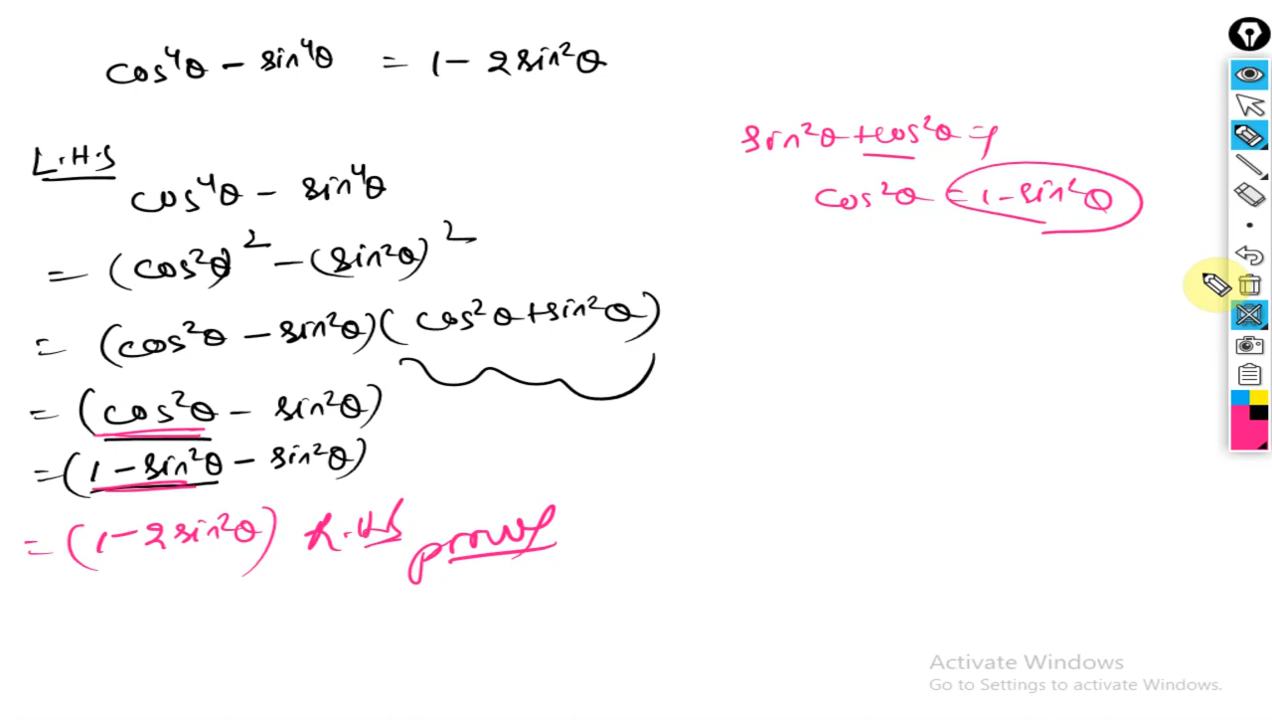 cos⁴θ - sin⁴θ = 1 - 2sin²θ
L.H.S
cos⁴θ - sin⁴θ
= (cos²θ)² - (sin²θ)²
= (cos²θ - sin²θ)(cos²θ + sin²θ)
= (cos²θ - sin²θ)
= (1 - sin²θ - sin²θ)
= (1 - 2sin²θ) R.H.S
sin²θ + cos²θ = 1
cos²θ = 1 - sin²θ
Activate Windows
Go to Settings to activate Windows.